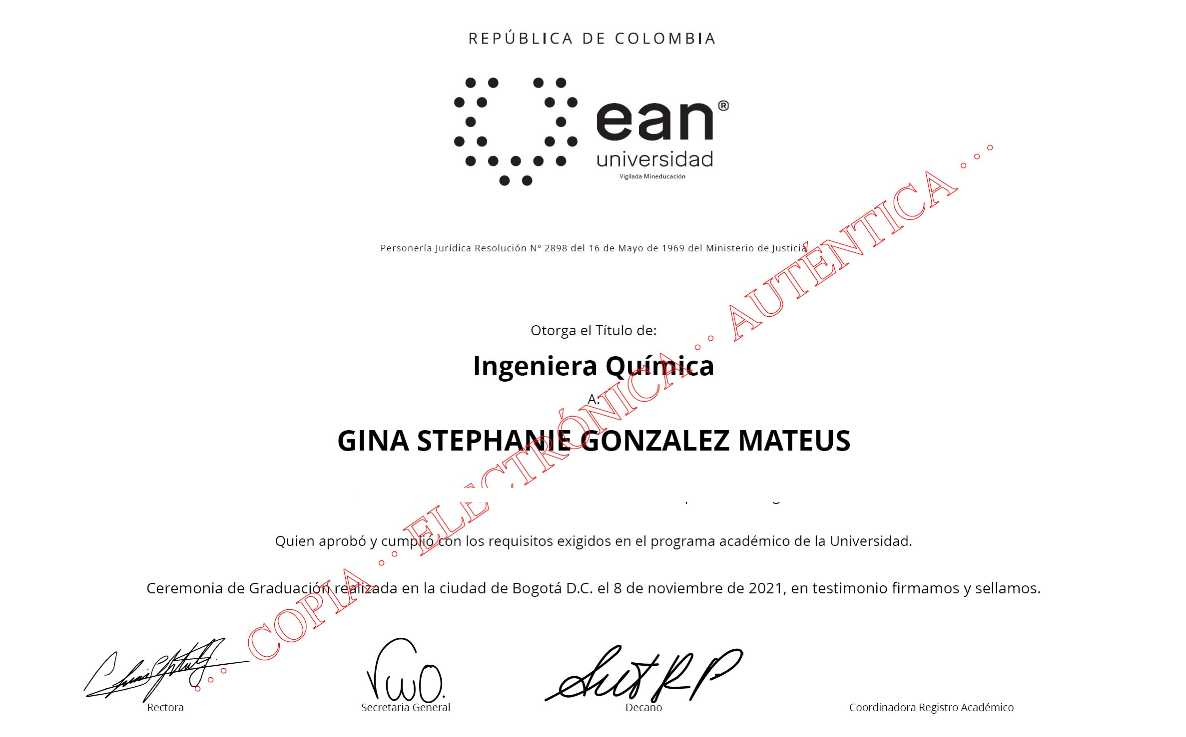 REPÚBLICA DE COLOMBIA
ean®
universidad
Vigilada Mineducación
Personería Jurídica Resolución N° 2898 del 16 de Mayo de 1969 del Ministerio de Justicia
Otorga el Título de:
Ingeniera Química
A:
GINA STEPHANIE GONZALEZ MATEUS
Quien aprobó y cumplió con los requisitos exigidos en el programa académico de la Universidad.
Ceremonia de Graduación realizada en la ciudad de Bogotá D.C. el 8 de noviembre de 2021, en testimonio firmamos y sellamos.
... COPIA ... ELECTRÓNICA ... AUTÉNTICA ...
Rectora
Secretaria General
Decano
Coordinadora Registro Académico